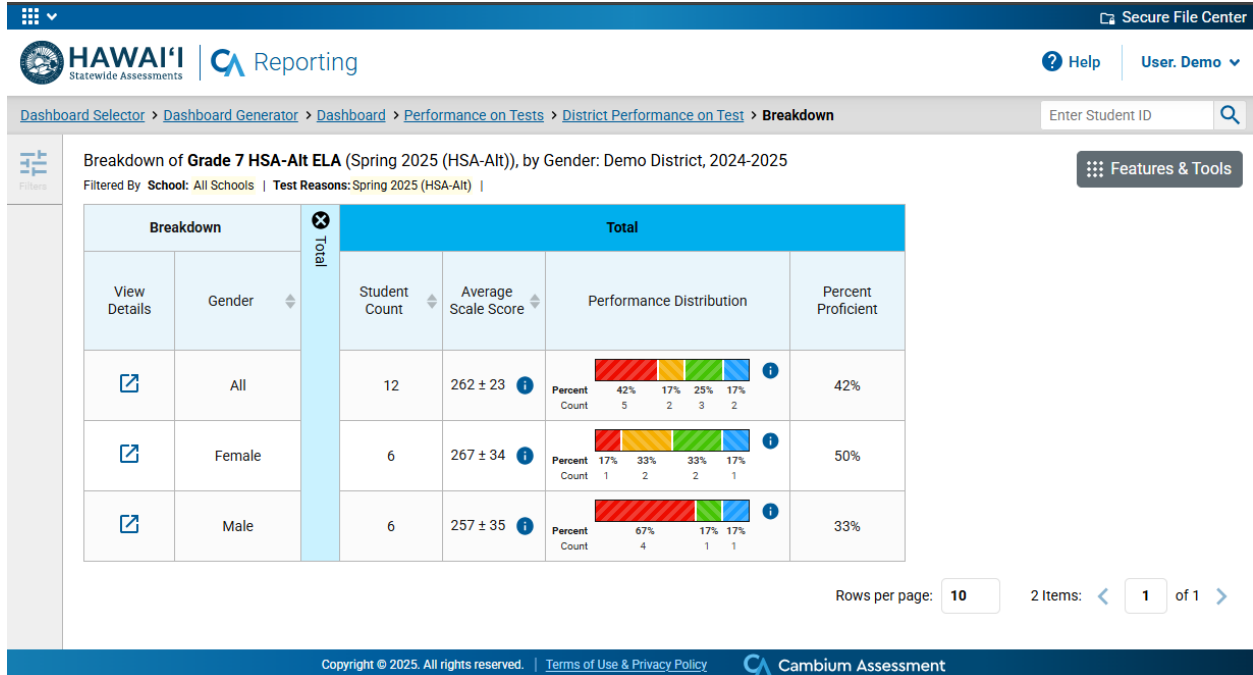 Secure File Center
HAWAIʻI
Statewide Assessments
CA Reporting
Help
User. Demo
Dashboard Selector > Dashboard Generator > Dashboard > Performance on Tests > District Performance on Test > Breakdown
Enter Student ID
Filters
Breakdown of Grade 7 HSA-Alt ELA (Spring 2025 (HSA-Alt)), by Gender: Demo District, 2024-2025
Features & Tools
Filtered By School: All Schools | Test Reasons: Spring 2025 (HSA-Alt) |
Breakdown
Total
Total
View Details
Gender
Student Count
Average Scale Score
Performance Distribution
Percent Proficient
All 12 262 ± 23
Percent 42% 17% 25% 17%
Count 5 2 3 2
42%
Female 6 267 ± 34
Percent 17% 33% 33% 17%
Count 1 2 2 1
50%
Male 6 257 ± 35
Percent 67% 17% 17%
Count 4 1 1
33%
Rows per page: 10 2 Items: 1 of 1
Copyright © 2025. All rights reserved. | Terms of Use & Privacy Policy CA Cambium Assessment